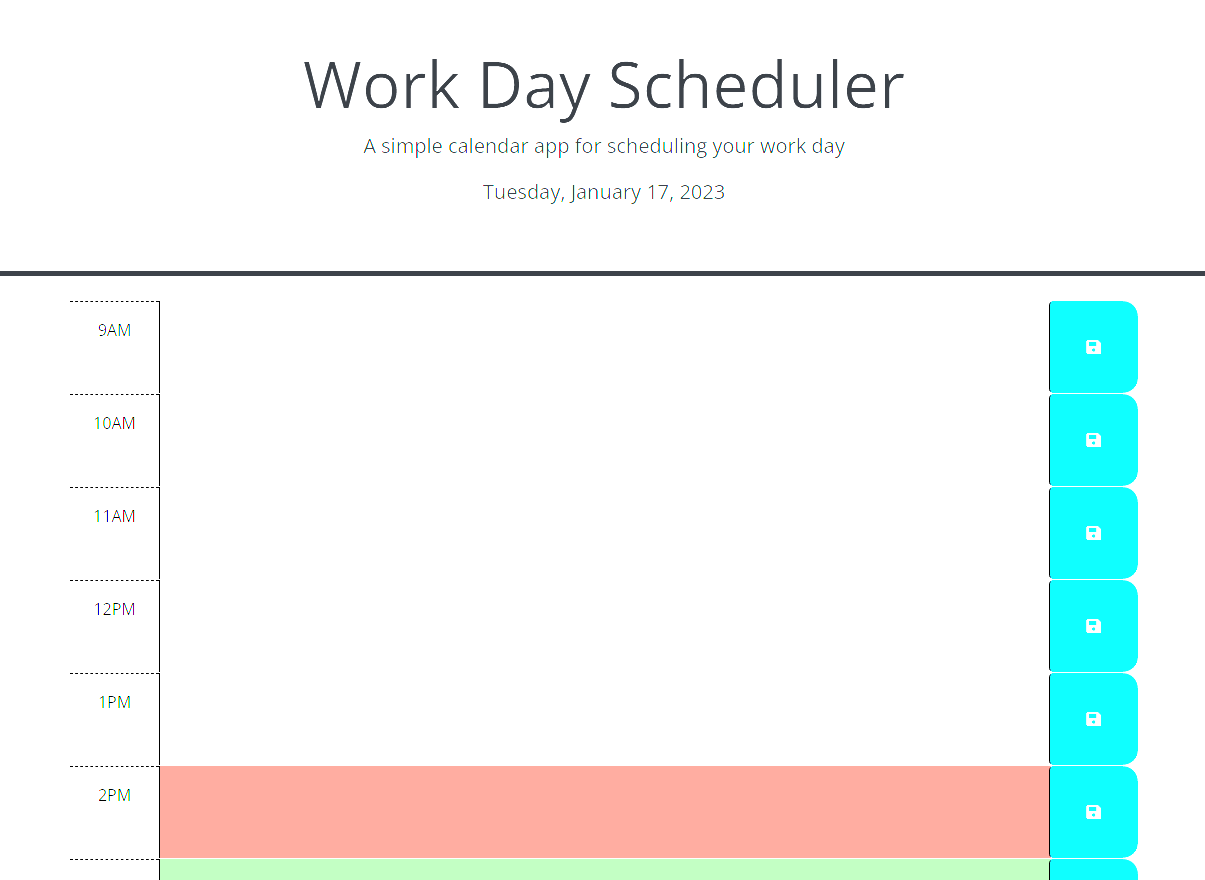 Work Day Scheduler
A simple calendar app for scheduling your work day
Tuesday, January 17, 2023
9AM
10AM
11AM
12PM
1PM
2PM